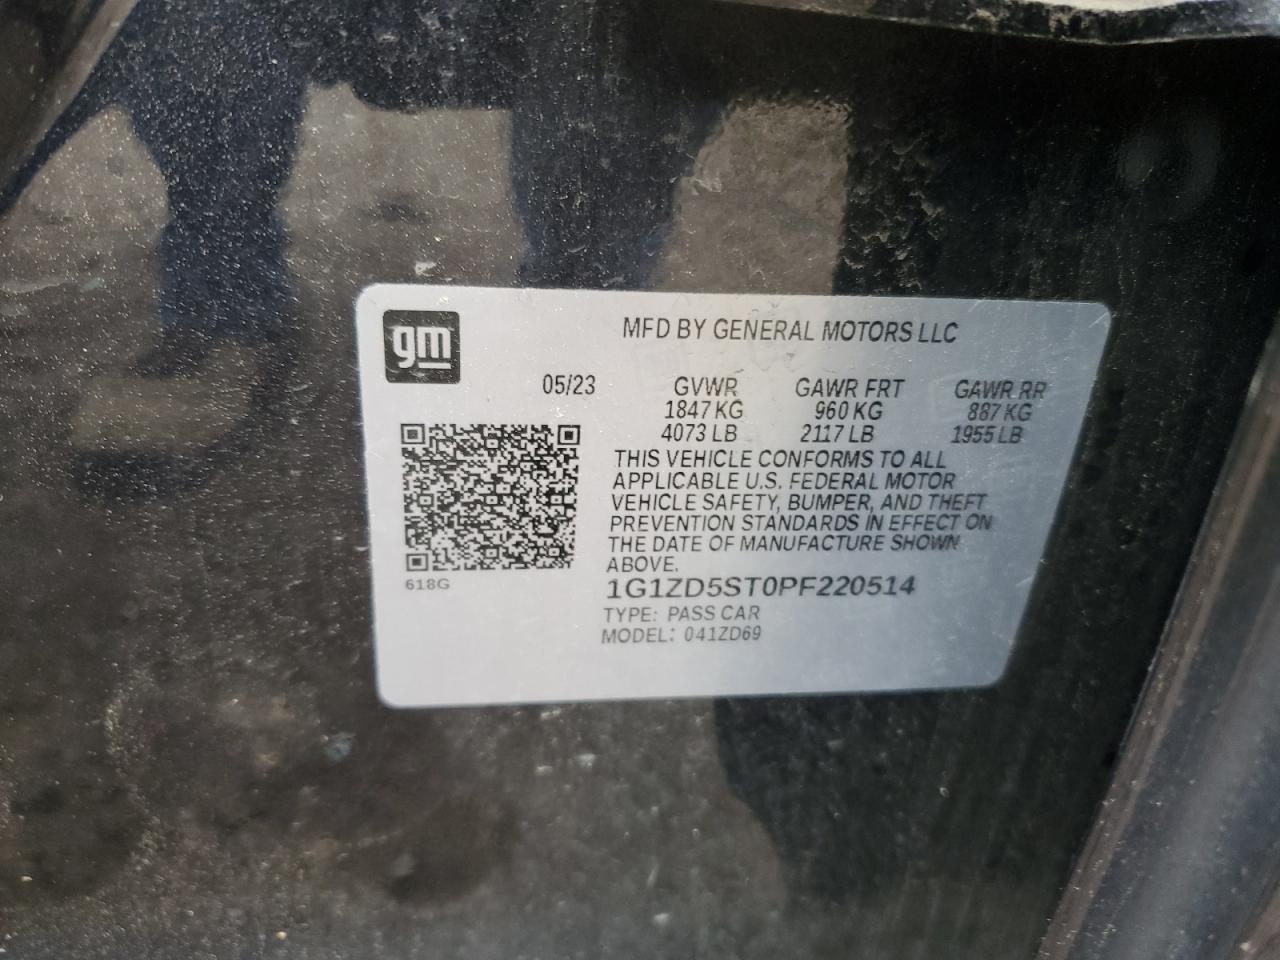 gm
MFD BY GENERAL MOTORS LLC
05/23 GVWR GAWR FRT GAWR RR
1847 KG 960 KG 887 KG
4073 LB 2117 LB 1955 LB
THIS VEHICLE CONFORMS TO ALL
APPLICABLE U.S. FEDERAL MOTOR
VEHICLE SAFETY, BUMPER, AND THEFT
PREVENTION STANDARDS IN EFFECT ON
THE DATE OF MANUFACTURE SHOWN
ABOVE.
618G
1G1ZD5ST0PF220514
TYPE: PASS CAR
MODEL: 041ZD69